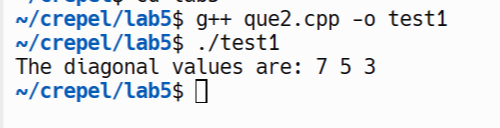 ~/crepel/lab5$ g++ que2.cpp -o test1
~/crepel/lab5$ ./test1
The diagonal values are: 7 5 3
~/crepel/lab5$